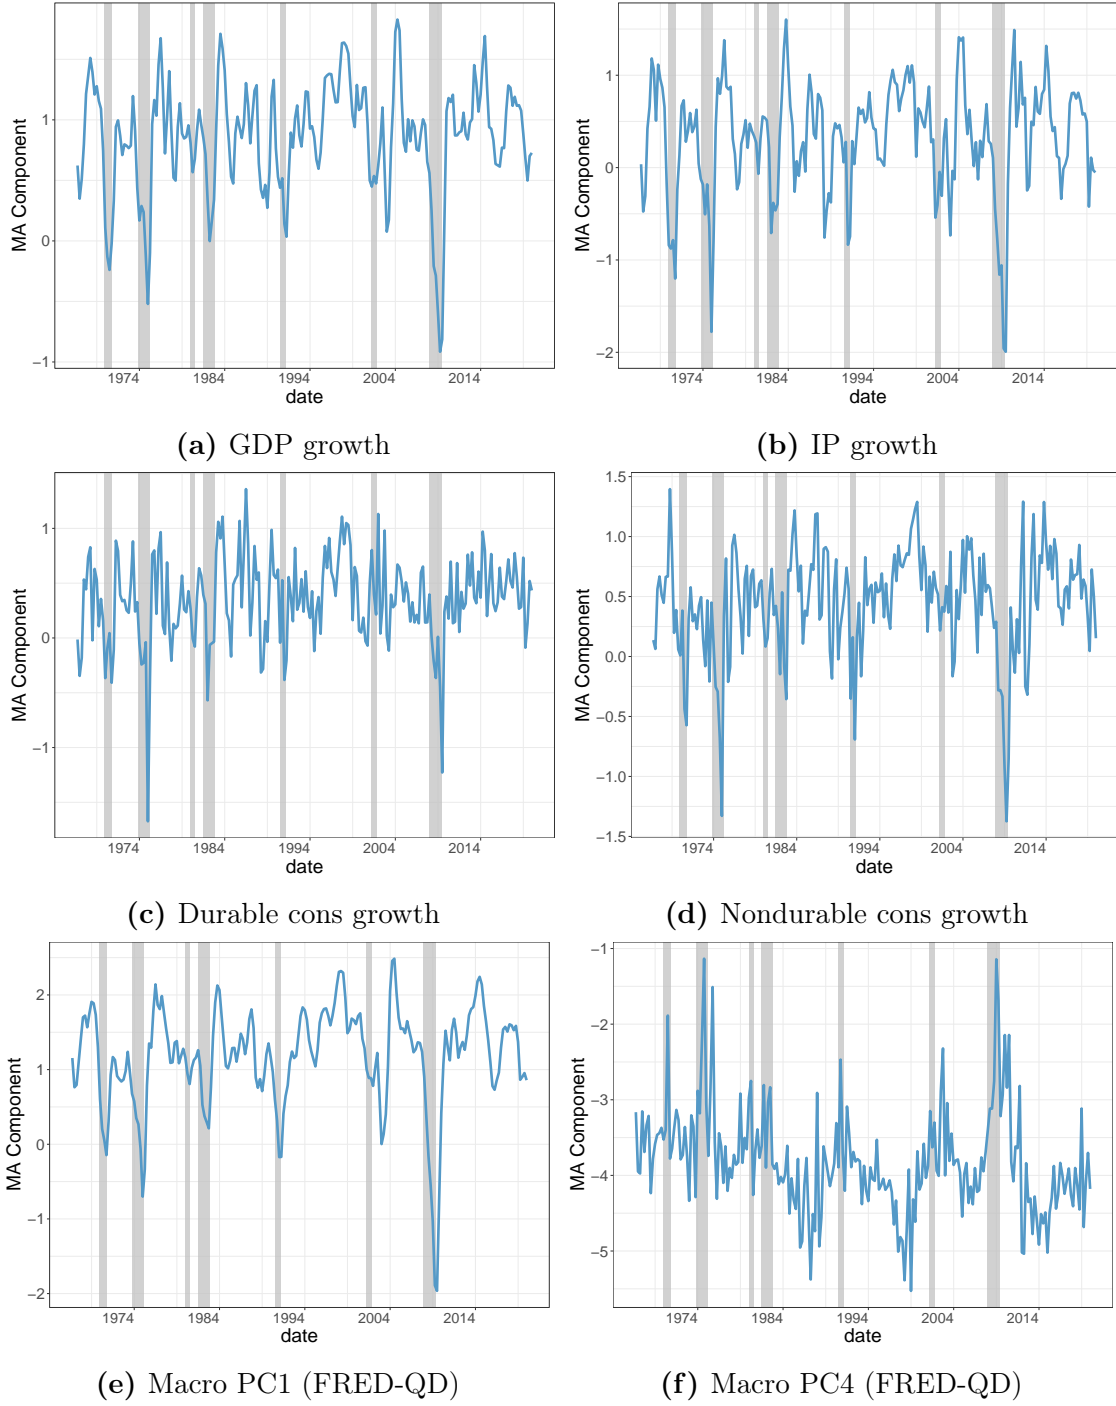 1
0
−1
MA Component
1974 1984 1994 2004 2014
date
(a) GDP growth
1
0
−1
−2
MA Component
1974 1984 1994 2004 2014
date
(b) IP growth
1
0
−1
MA Component
1974 1984 1994 2004 2014
date
(c) Durable cons growth
1.5
1.0
0.5
0.0
−0.5
−1.0
−1.5
MA Component
1974 1984 1994 2004 2014
date
(d) Nondurable cons growth
2
1
0
−1
−2
MA Component
1974 1984 1994 2004 2014
date
(e) Macro PC1 (FRED-QD)
−1
−2
−3
−4
−5
MA Component
1974 1984 1994 2004 2014
date
(f) Macro PC4 (FRED-QD)